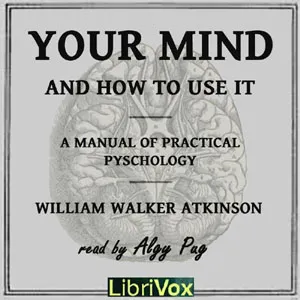 YOUR MIND
AND HOW TO USE IT
A MANUAL OF PRACTICAL
PYSCHOLOGY
WILLIAM WALKER ATKINSON
read by Algy Pug
LibriVox